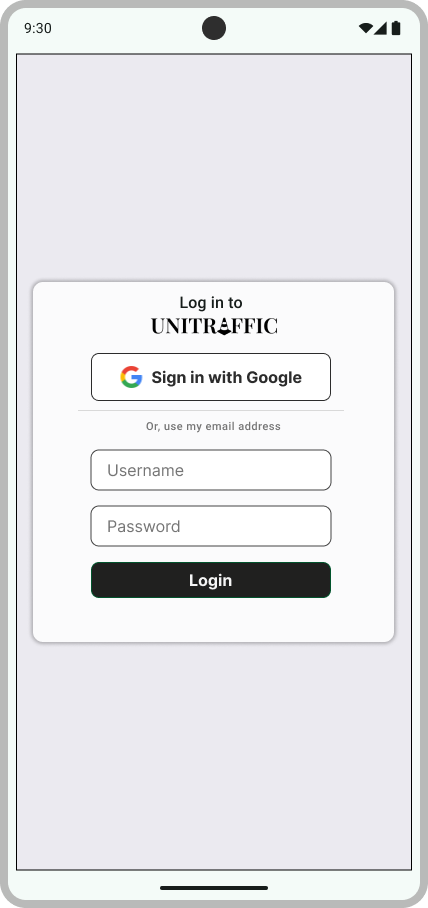 9:30
Log in to
UNITRAFFIC
Sign in with Google
Or, use my email address
Username
Password
Login